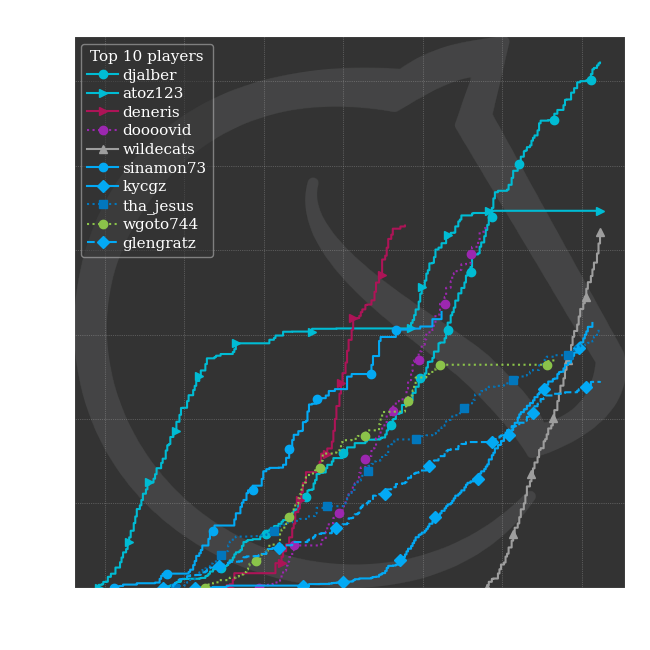 Top 10 players
djalber
atoz123
deneris
doooovid
wildecats
sinamon73
kycgz
tha_jesus
wgoto744
glengratz